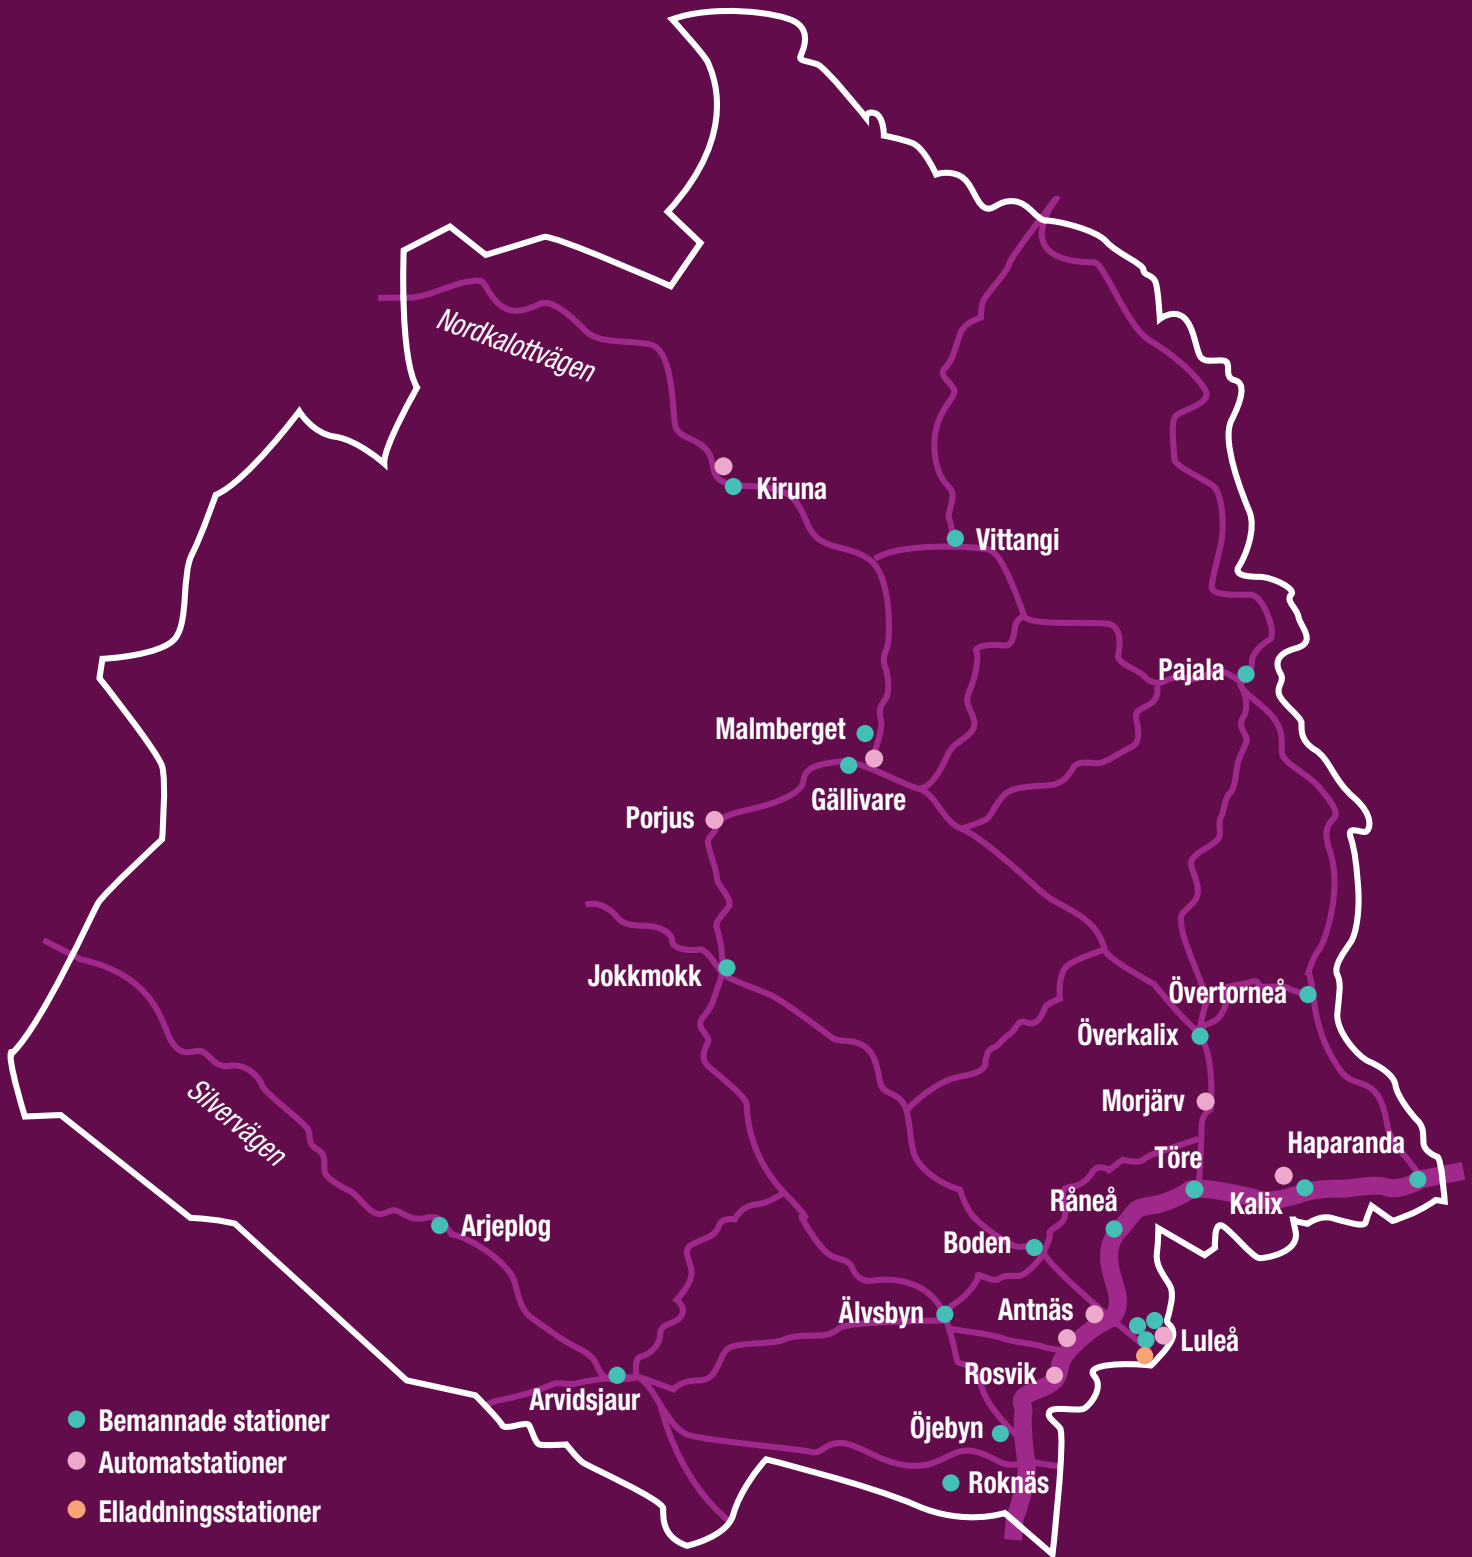 Nordkalottvägen
Kiruna
Vittangi
Pajala
Malmberget
Gällivare
Porjus
Jokkmokk
Övertorneå
Överkalix
Morjärv
Haparanda
Töre
Kalix
Råneå
Silvervägen
Arjeplog
Boden
Älvsbyn
Antnäs
Luleå
Rosvik
Arvidsjaur
Öjebyn
Roknäs
Bemannade stationer
Automatstationer
Elladdningsstationer